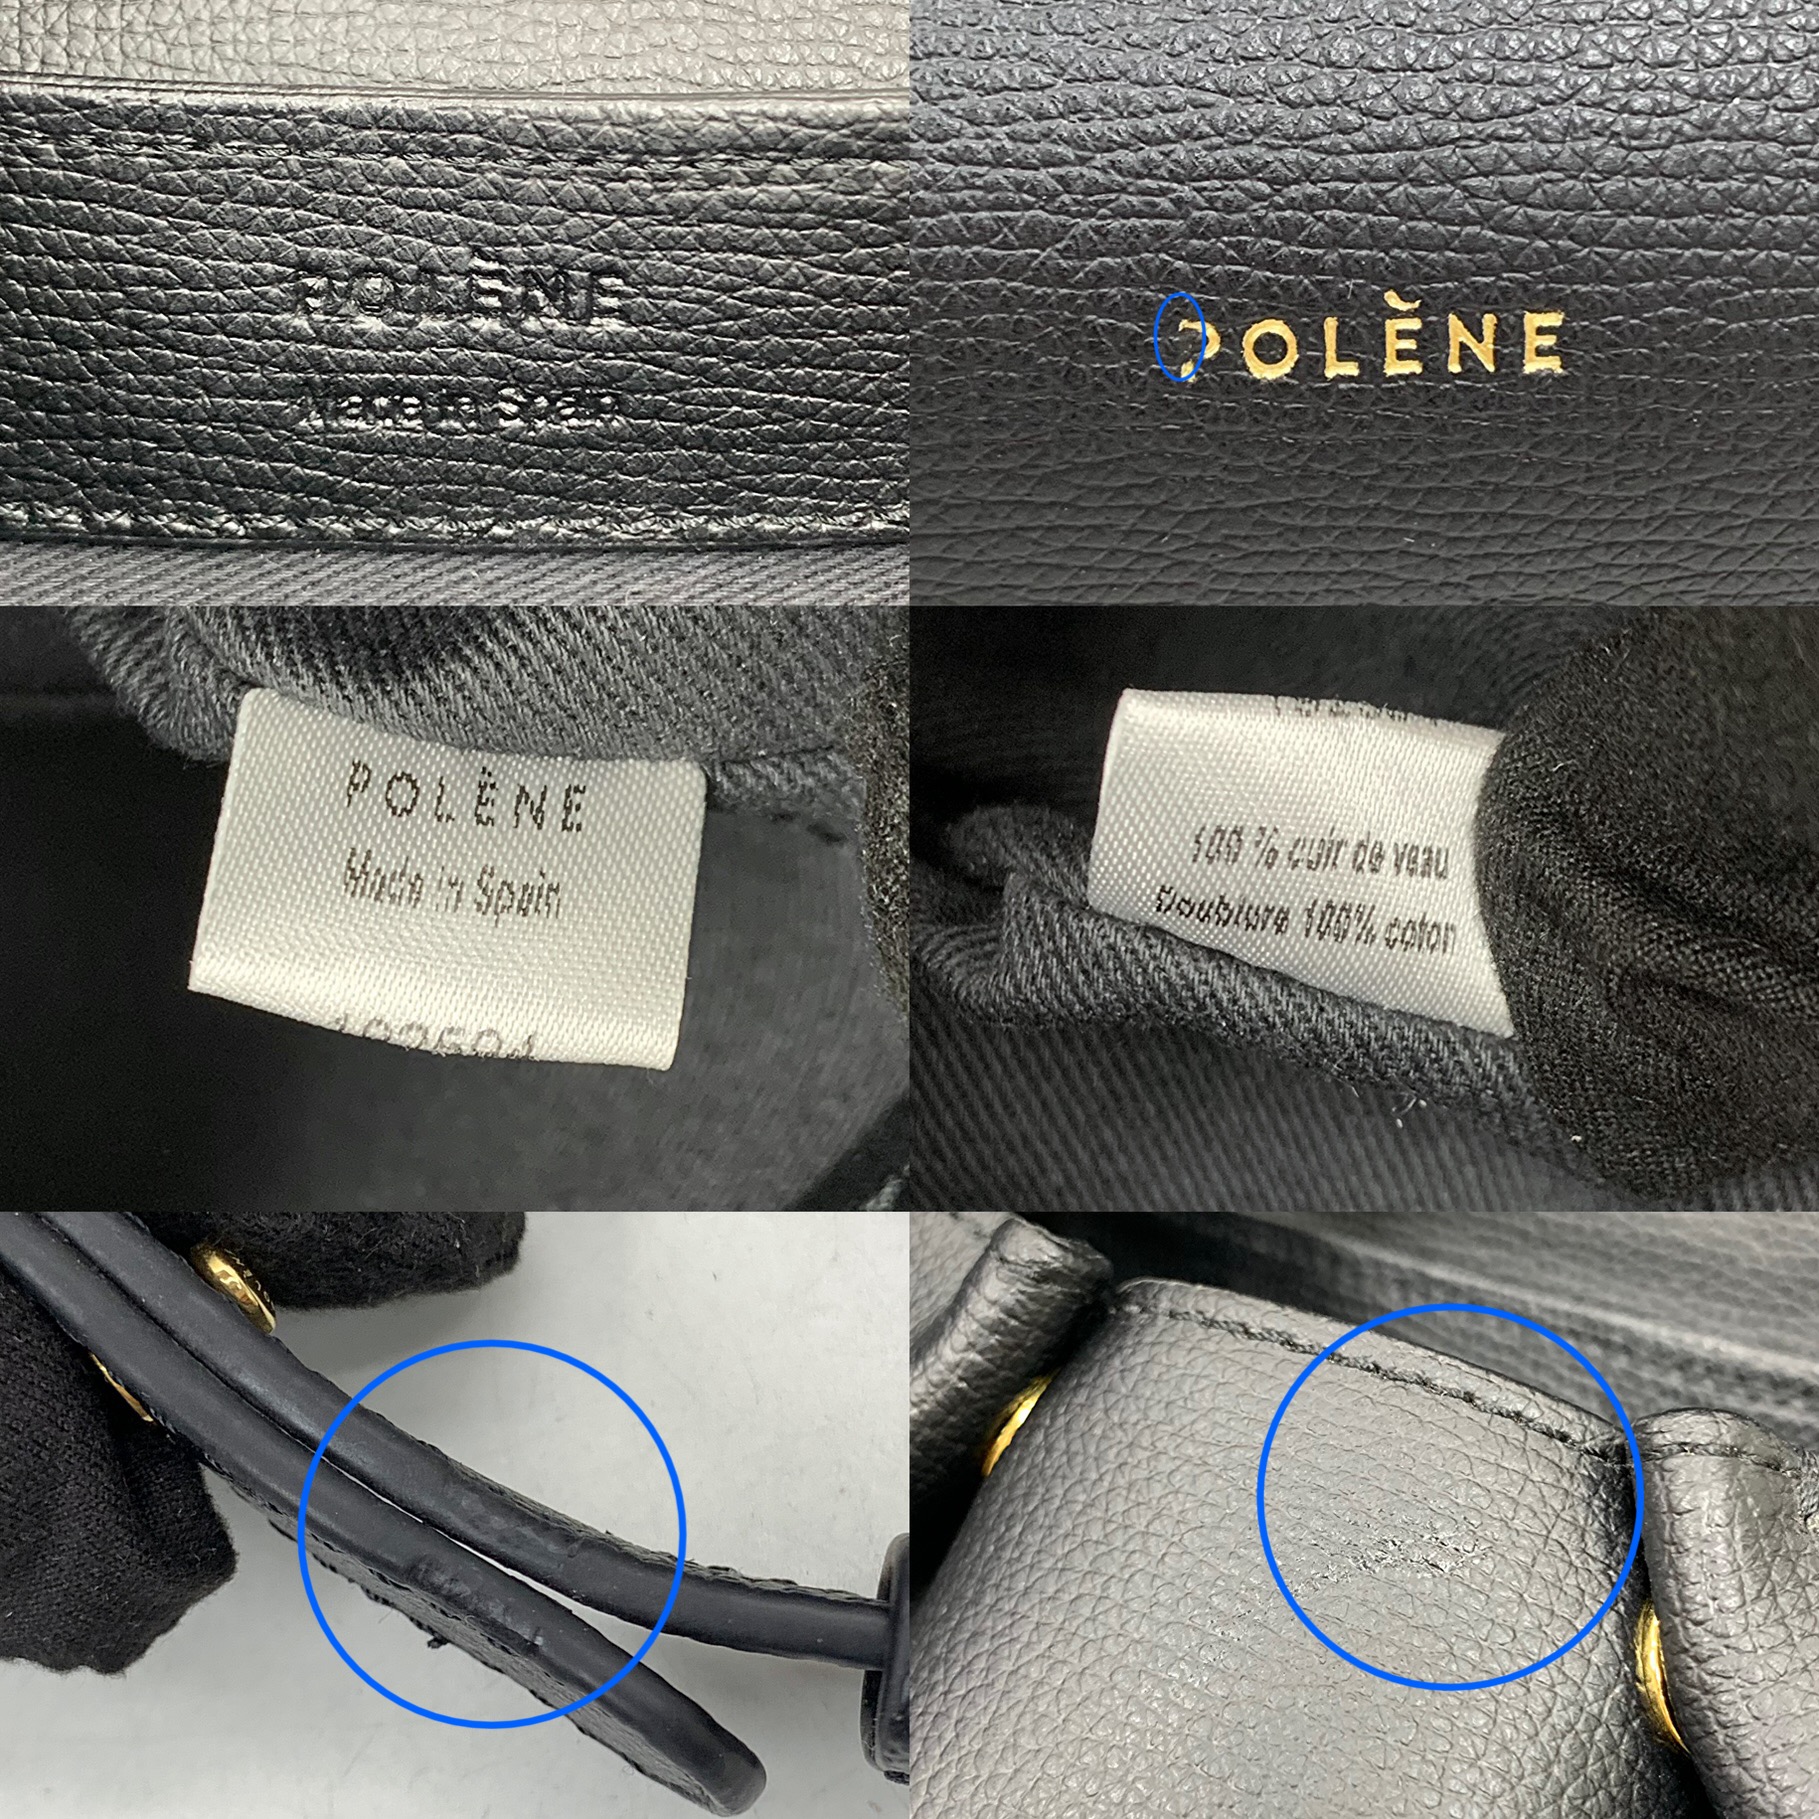 POLÈNE
Made in Spain
POLÈNE
POLÈNE
Made in Spain
100 % cuir de veau
Doublure 100% coton